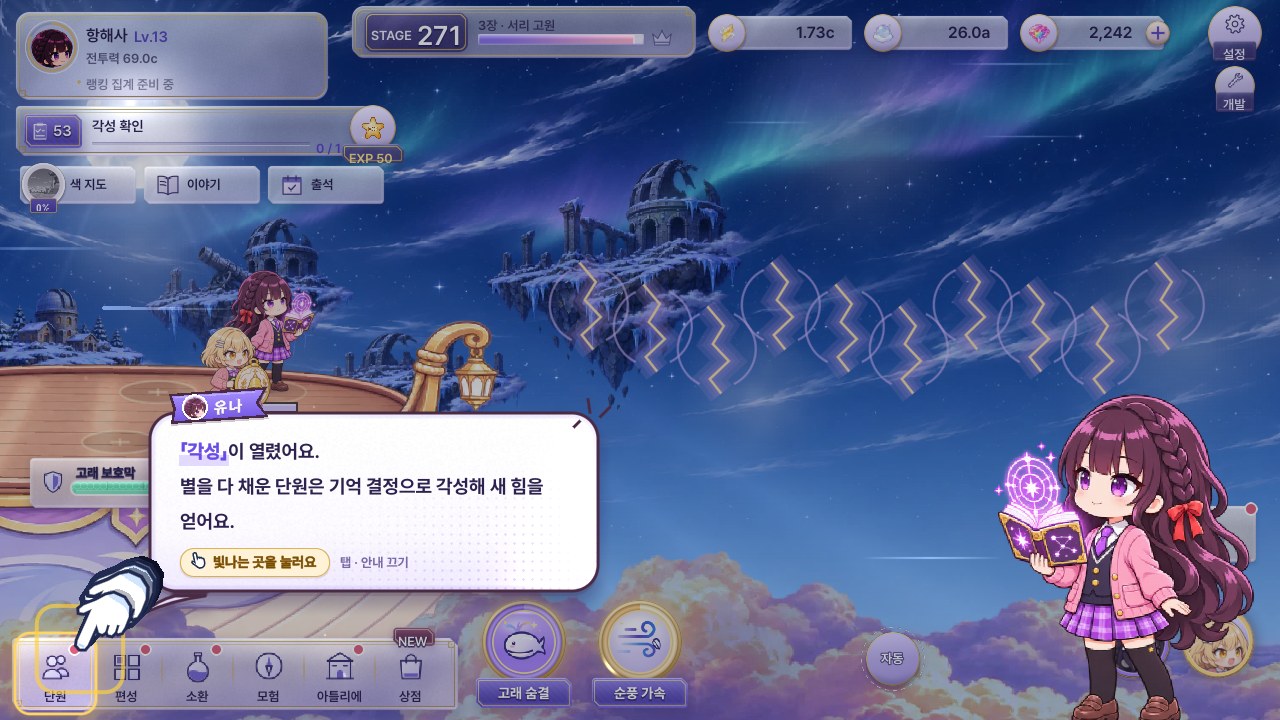 항해사 Lv.13
전투력 69.0c
랭킹 집계 준비 중
STAGE 271
3장 · 서리 고원
1.73c
26.0a
2,242
설정
개발
53
각성 확인
0 / 1
EXP 50
색 지도
0%
이야기
출석
유나
「각성」이 열렸어요.
별을 다 채운 단원은 기억 결정으로 각성해 새 힘을
얻어요.
빛나는 곳을 눌러요
탭 · 안내 끄기
고래 보호막
단원
편성
소환
모험
아틀리에
NEW
상점
고래 숨결
순풍 가속
자동